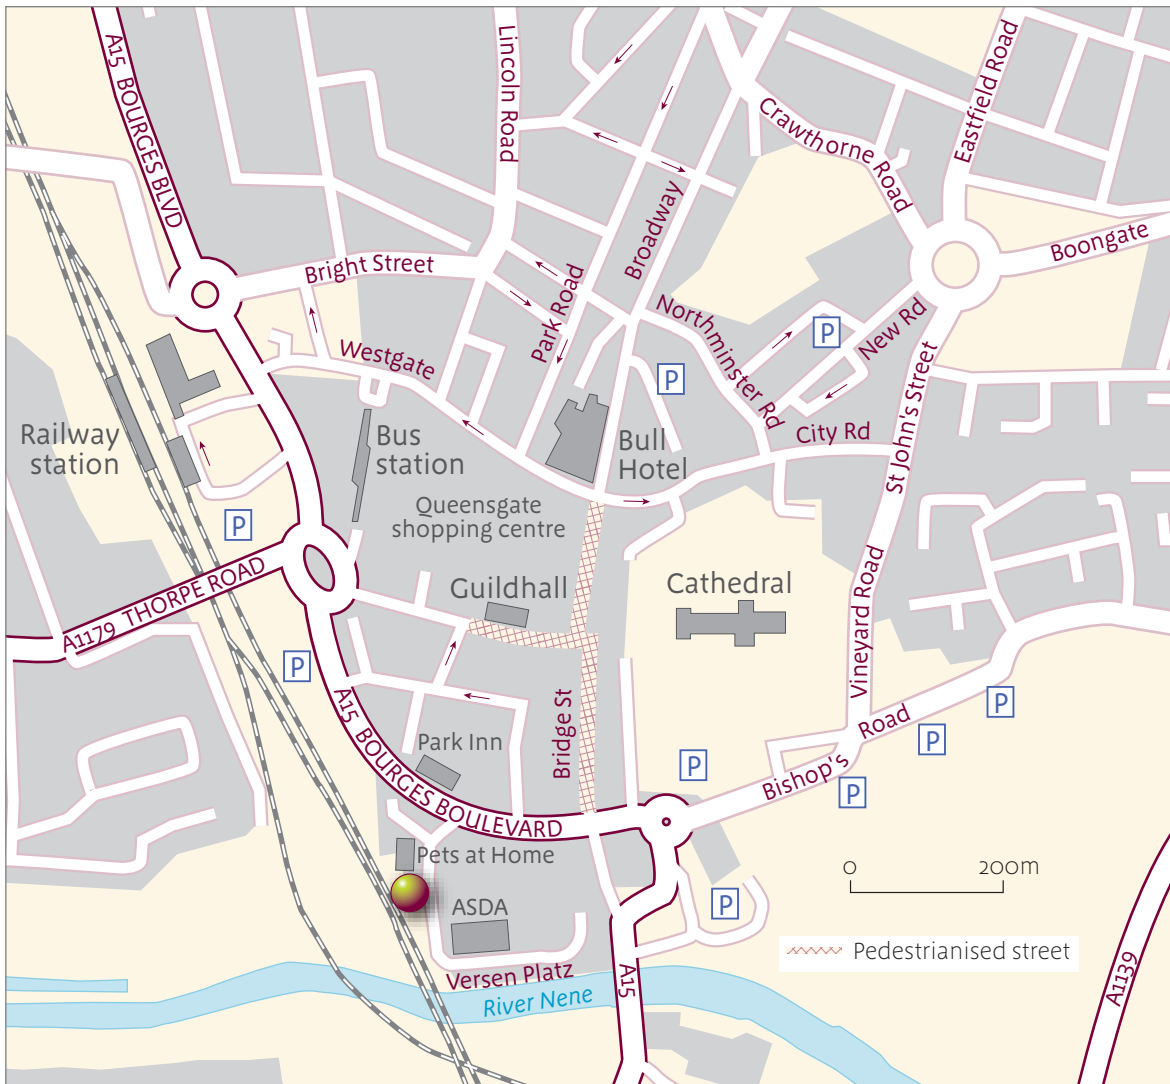 A15 BOURGES BLVD
Lincoln Road
Eastfield Road
Crawthorne Road
Boongate
Broadway
Bright Street
Park Road
Northminster Rd
New Rd
P
Westgate
P
St John's Street
City Rd
Railway
station
Bus
station
Bull
Hotel
Queensgate
shopping centre
P
A1179 THORPE ROAD
Guildhall
Cathedral
Vineyard Road
P
A15 BOURGES BOULEVARD
Bridge St
P
Park Inn
Bishop's Road
P
P
P
Pets at Home
0 200m
ASDA
P
Pedestrianised street
Versen Platz
A15
A1139
River Nene